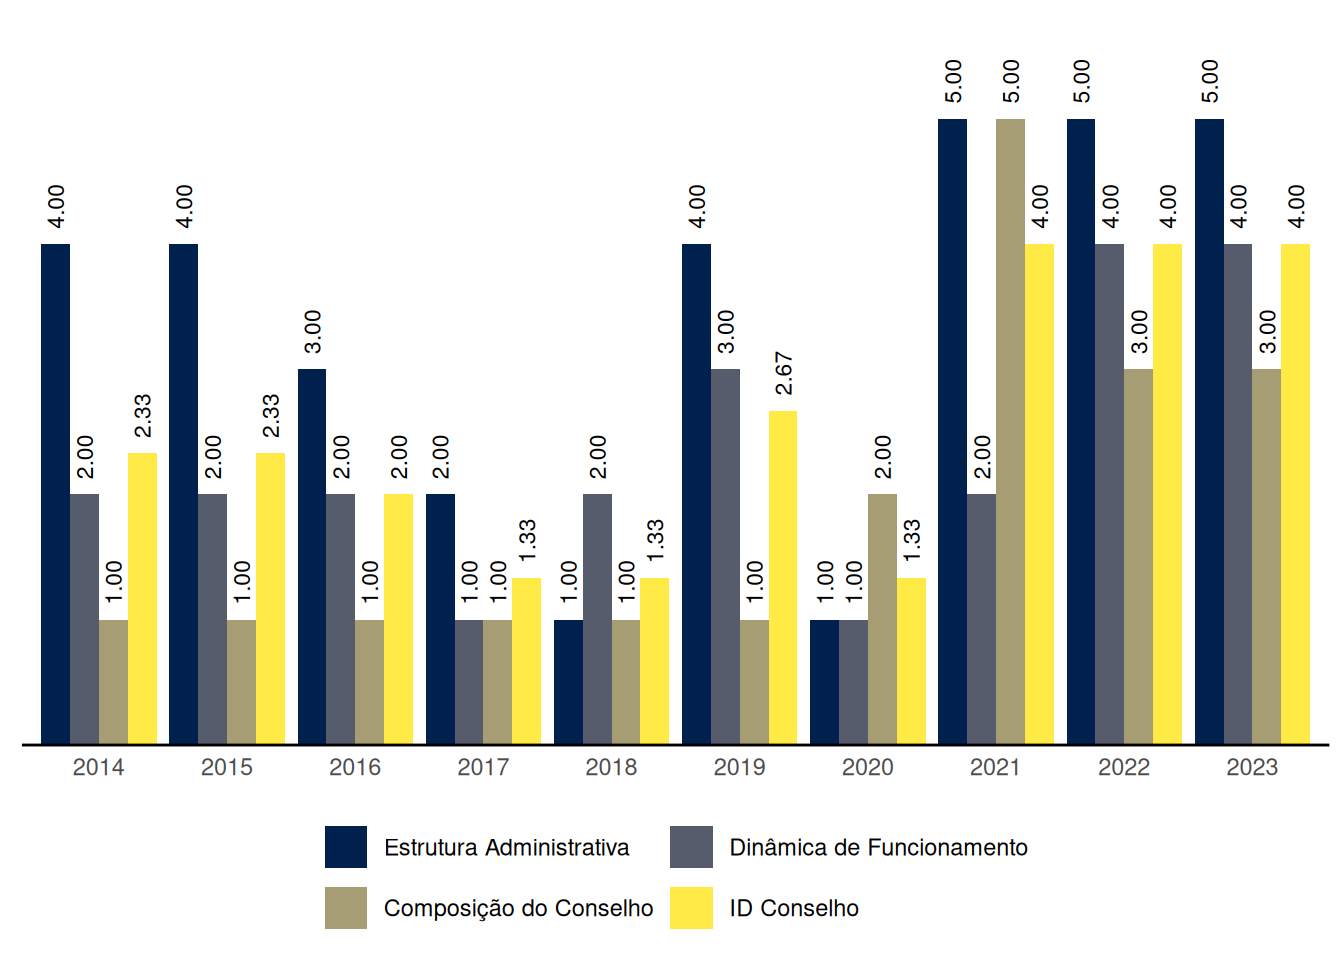 4.00 2.00 1.00 2.33
4.00 2.00 1.00 2.33
3.00 2.00 1.00 2.00
2.00 1.00 1.00 1.33
1.00 2.00 1.00 1.33
4.00 3.00 1.00 2.67
1.00 1.00 2.00 1.33
5.00 2.00 5.00 4.00
5.00 4.00 3.00 4.00
5.00 4.00 3.00 4.00
2014 2015 2016 2017 2018 2019 2020 2021 2022 2023
Estrutura Administrativa Dinâmica de Funcionamento
Composição do Conselho ID Conselho